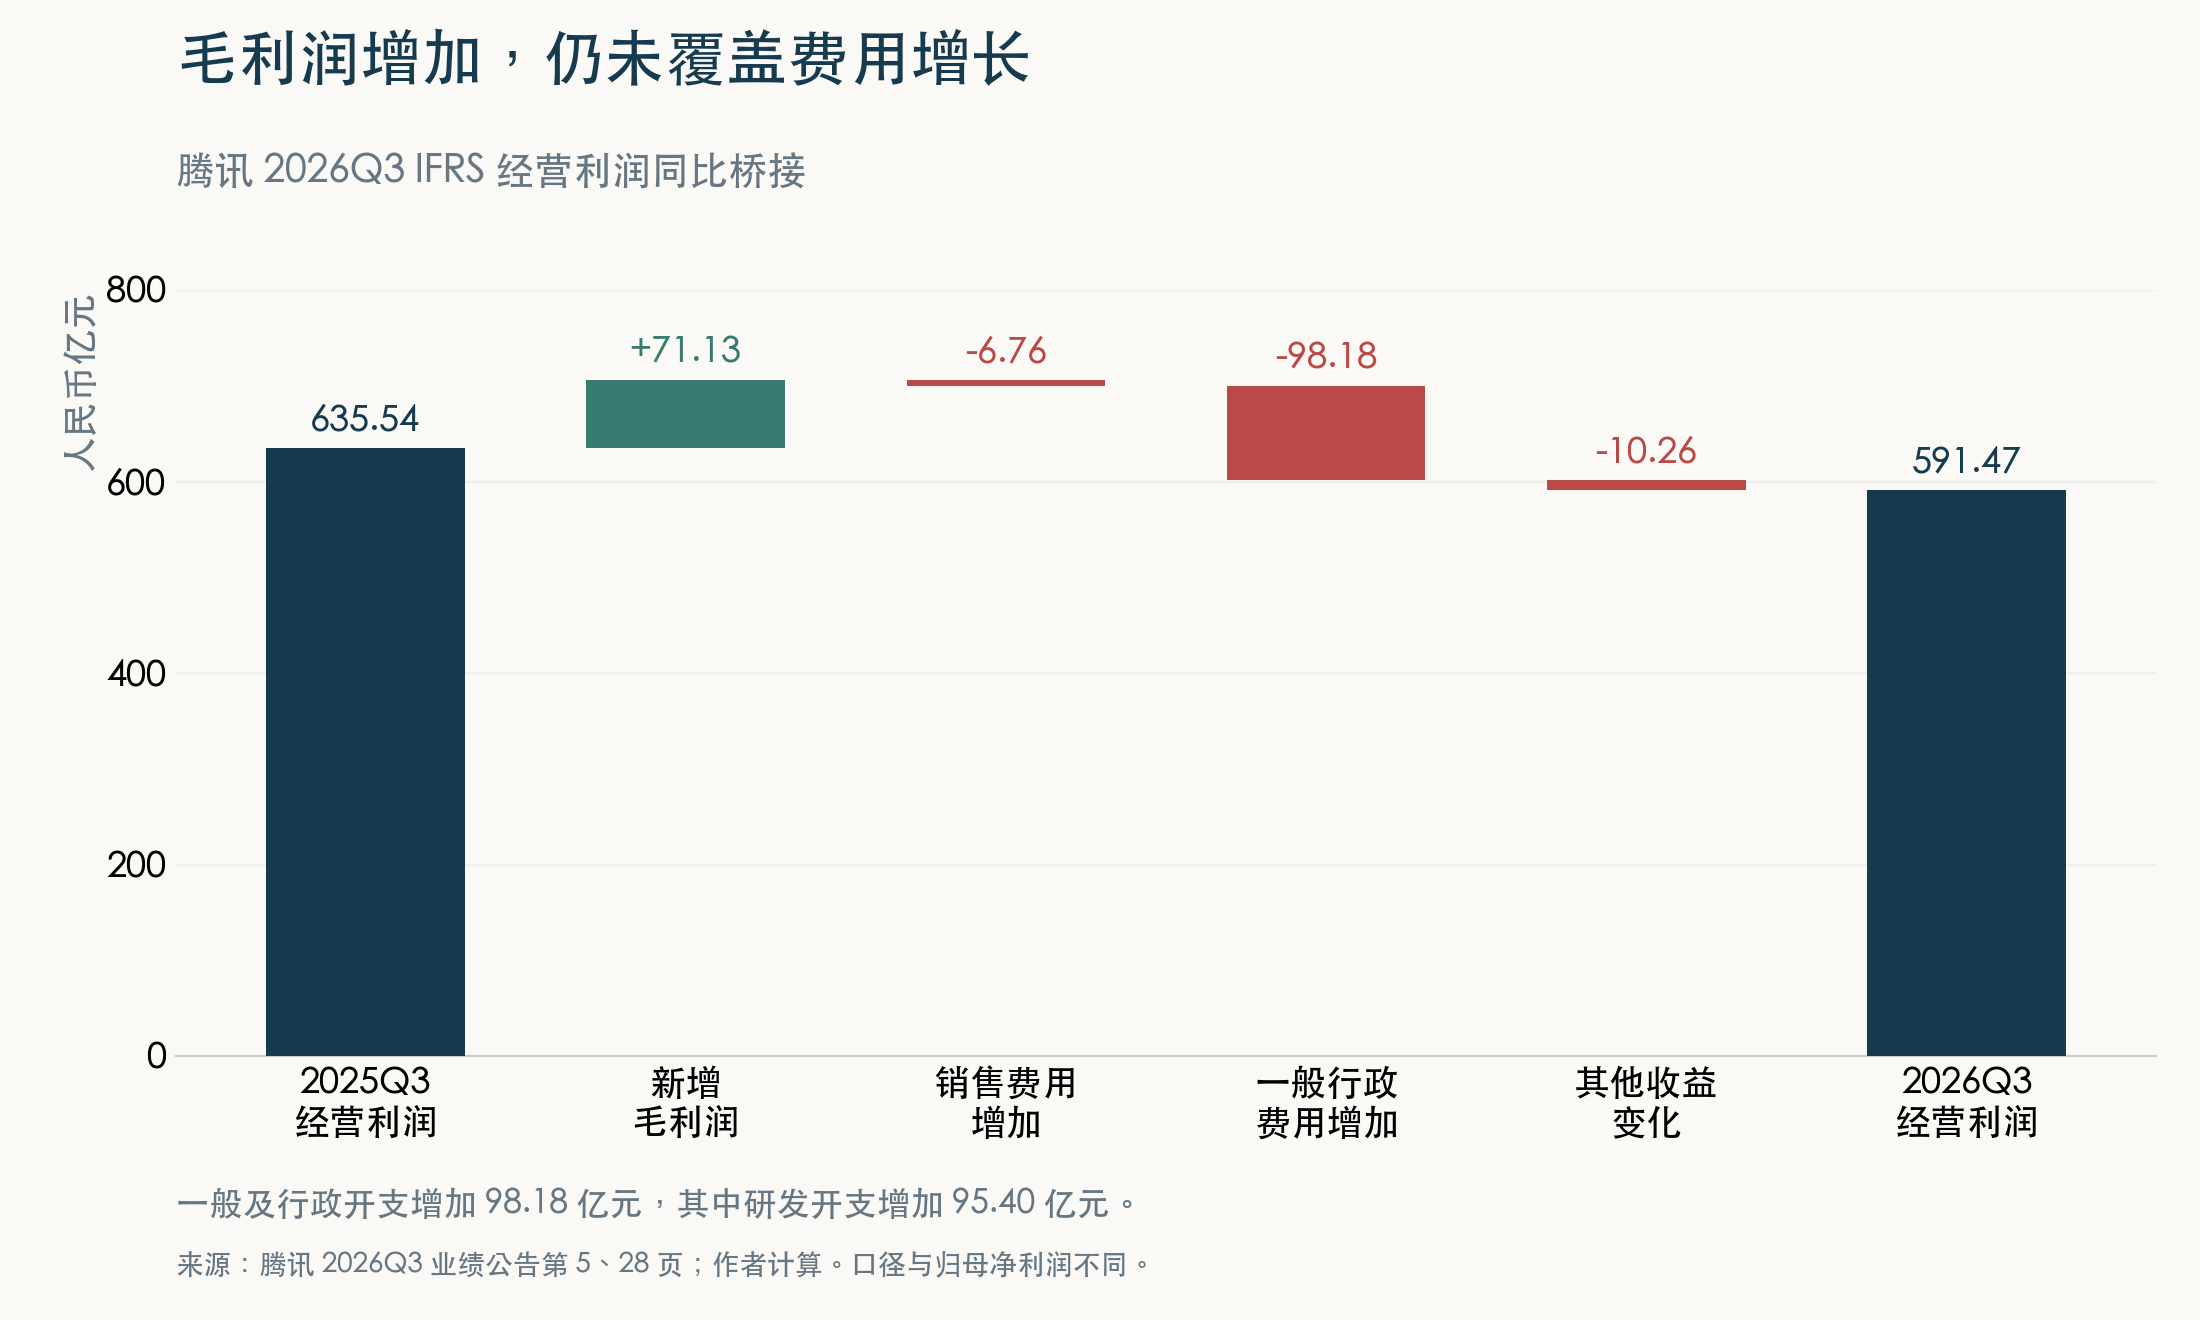 毛利润增加，仍未覆盖费用增长
腾讯 2026Q3 IFRS 经营利润同比桥接
人民币亿元
800
600
400
200
0
635.54
+71.13
-6.76
-98.18
-10.26
591.47
2025Q3
经营利润
新增
毛利润
销售费用
增加
一般行政
费用增加
其他收益
变化
2026Q3
经营利润
一般及行政开支增加 98.18 亿元，其中研发开支增加 95.40 亿元。
来源：腾讯 2026Q3 业绩公告第 5、28 页；作者计算。口径与归母净利润不同。